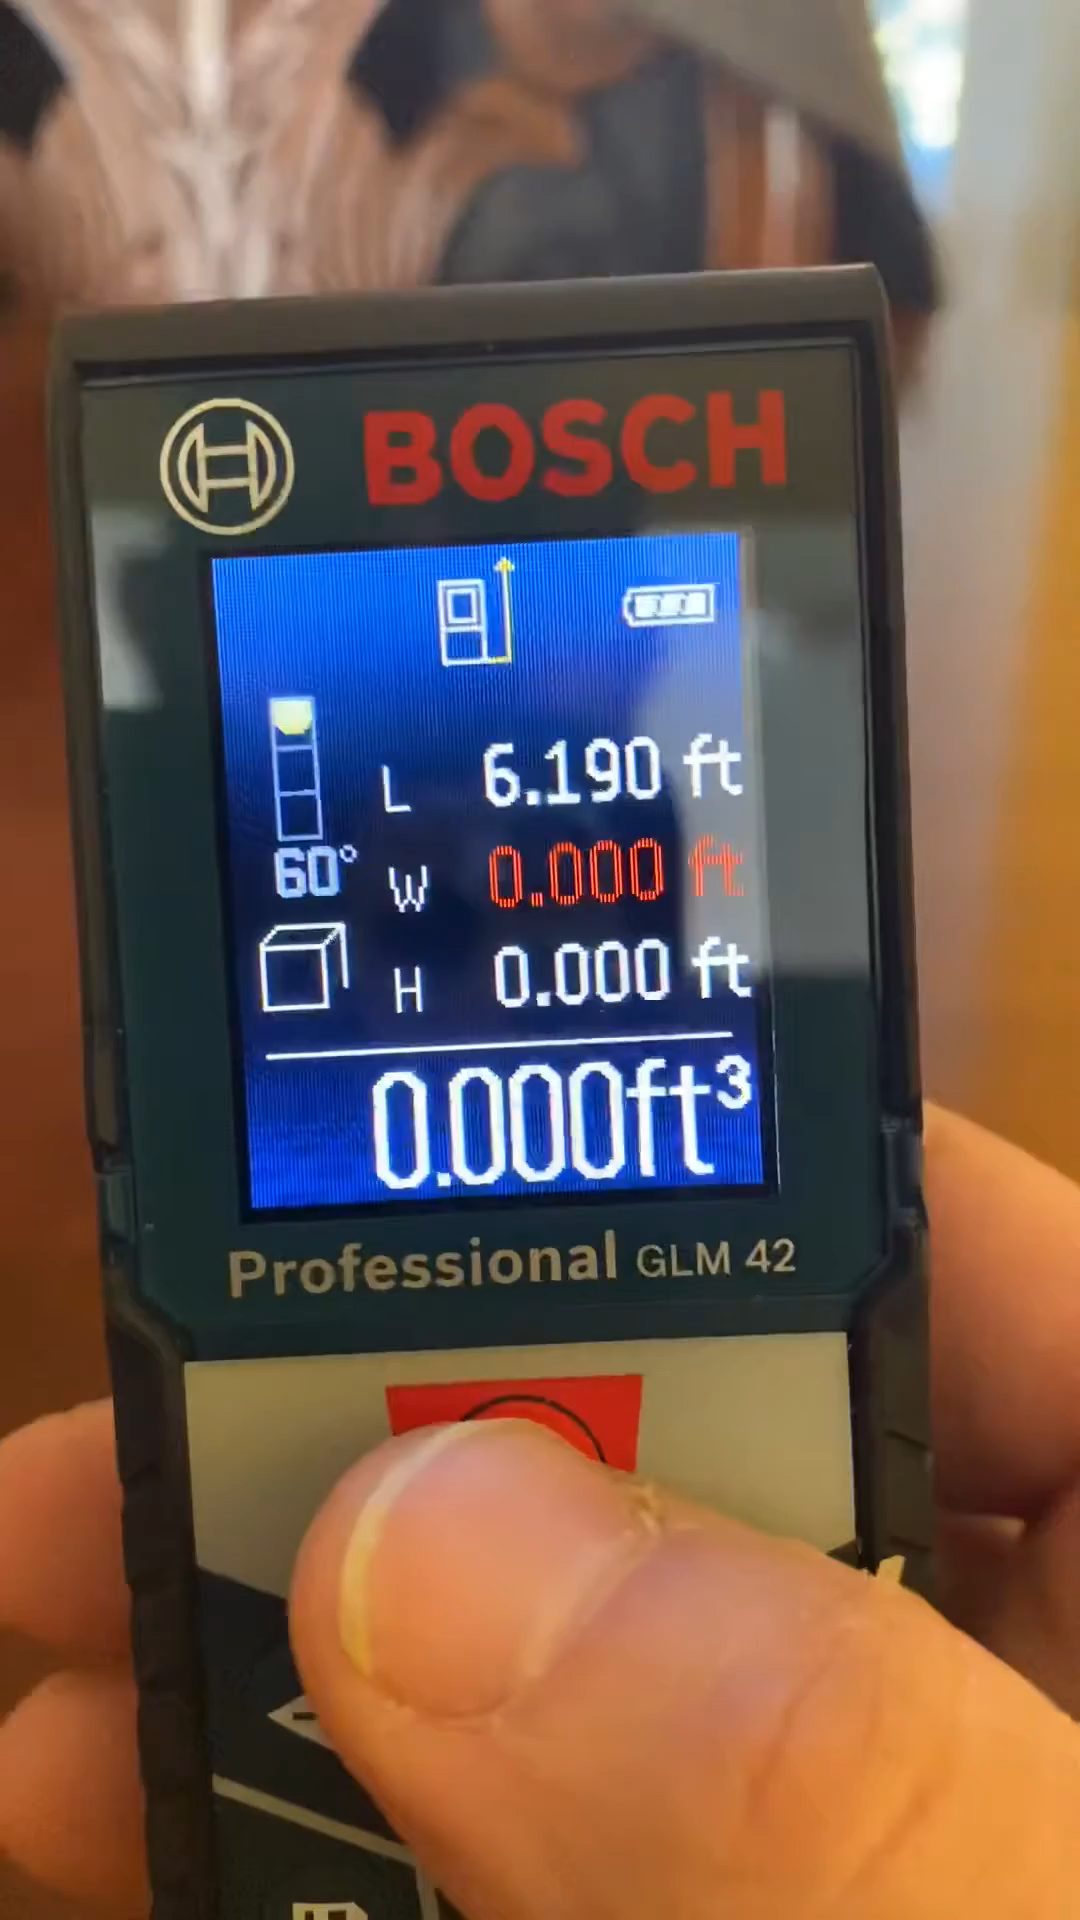 BOSCH
L 6.190 ft
60° W 0.000 ft
H 0.000 ft
0.000ft³
Professional GLM 42